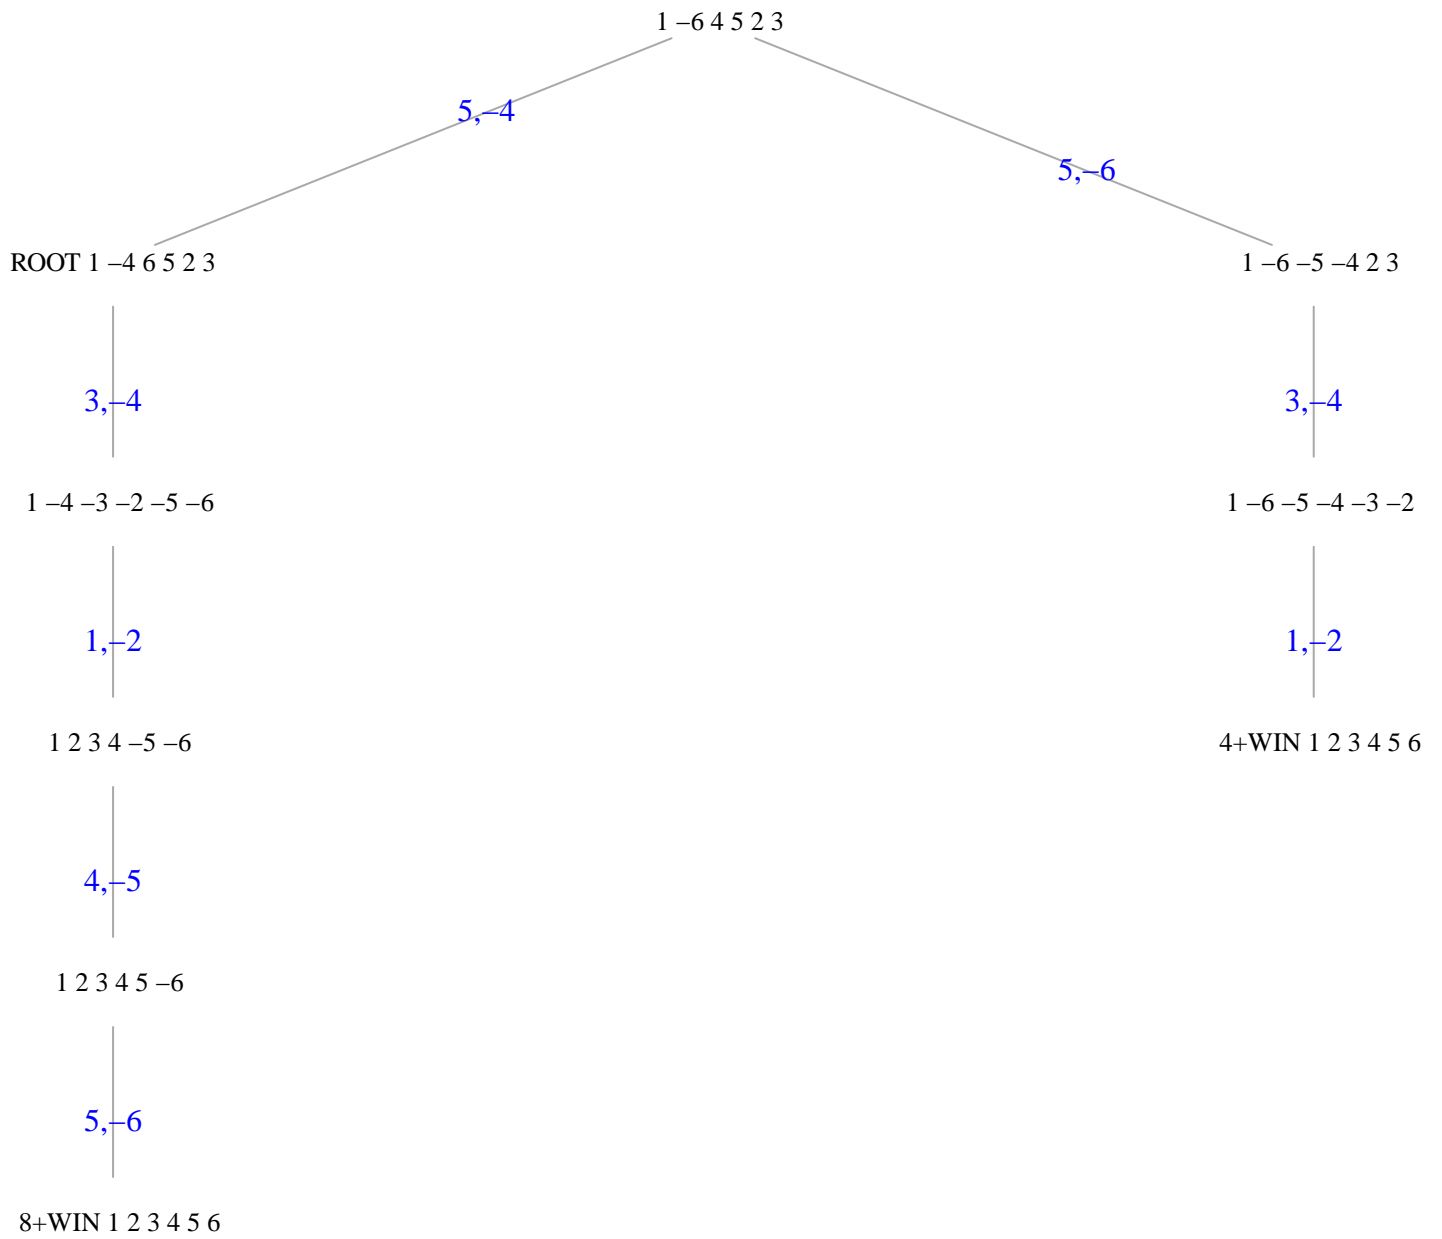 1 –6 4 5 2 3
5,–4
5,–6
ROOT 1 –4 6 5 2 3
1 –6 –5 –4 2 3
3,–4
3,–4
1 –4 –3 –2 –5 –6
1 –6 –5 –4 –3 –2
1,–2
1,–2
1 2 3 4 –5 –6
4+WIN 1 2 3 4 5 6
4,–5
1 2 3 4 5 –6
5,–6
8+WIN 1 2 3 4 5 6